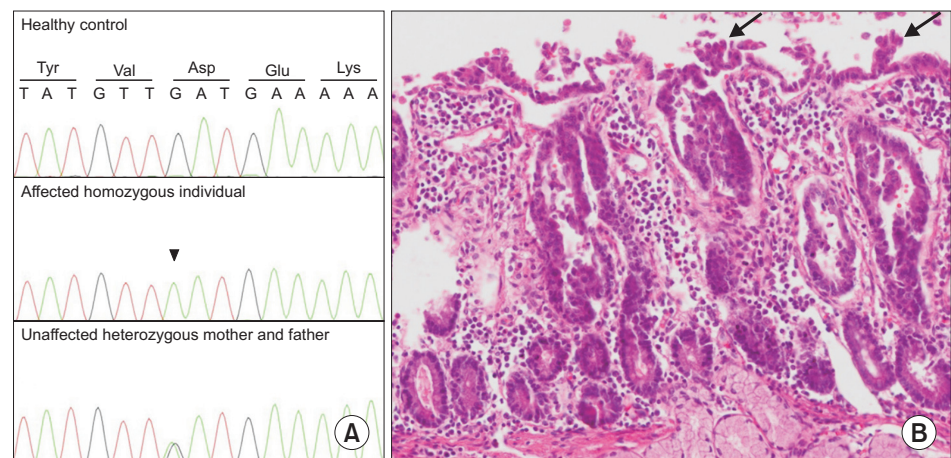 Healthy control
Tyr Val Asp Glu Lys
T A T G T T G A T G A A A A A
Affected homozygous individual
Unaffected heterozygous mother and father
A
B